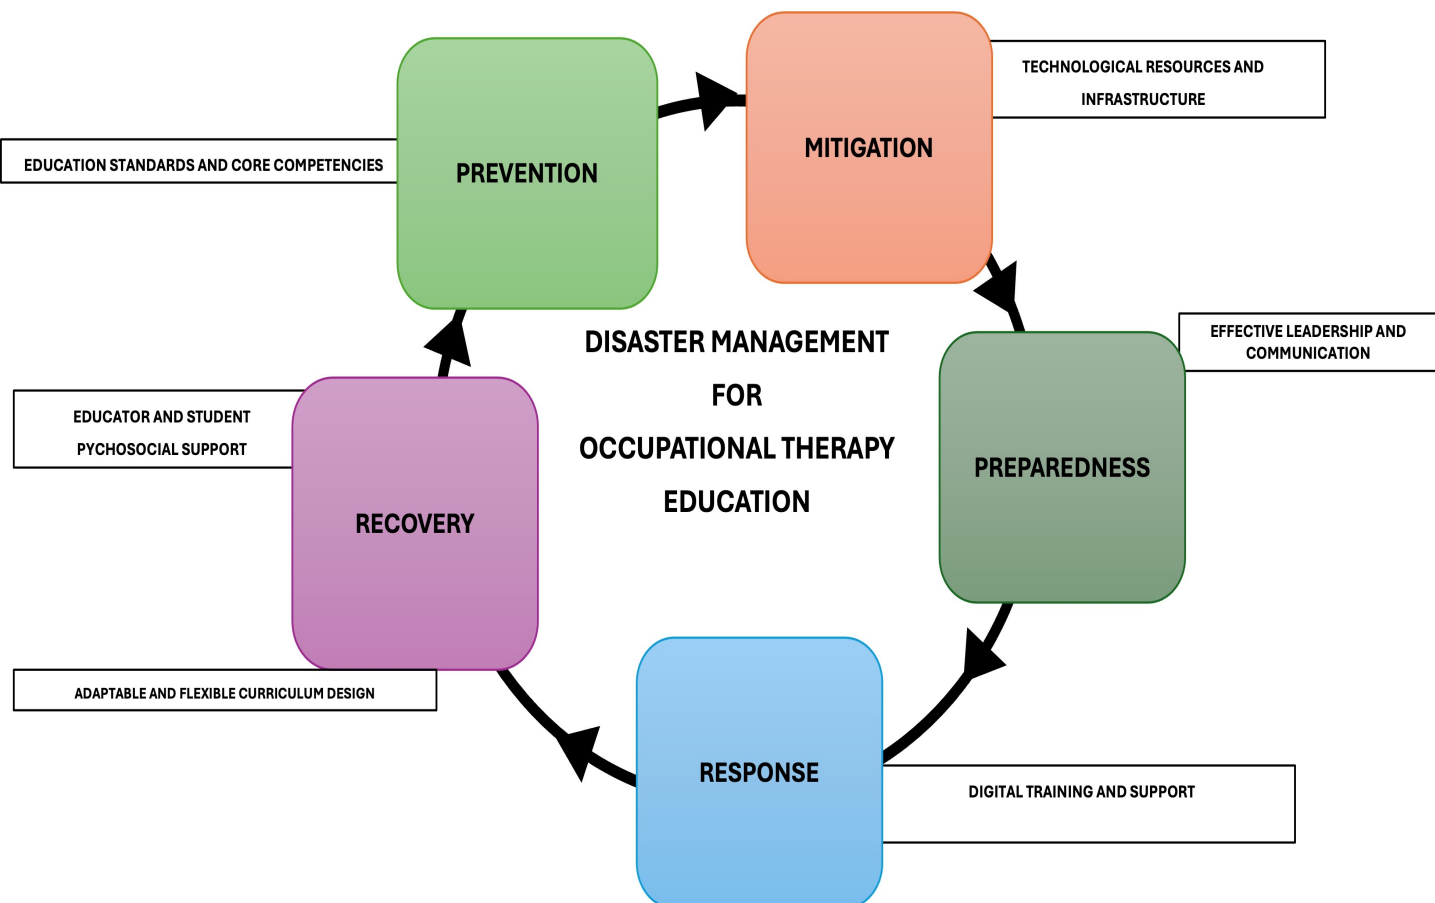 PREVENTION
MITIGATION
TECHNOLOGICAL RESOURCES AND
INFRASTRUCTURE
EDUCATION STANDARDS AND CORE COMPETENCIES
DISASTER MANAGEMENT
FOR
OCCUPATIONAL THERAPY
EDUCATION
EFFECTIVE LEADERSHIP AND
COMMUNICATION
PREPAREDNESS
EDUCATOR AND STUDENT
PYCHOSOCIAL SUPPORT
RECOVERY
ADAPTABLE AND FLEXIBLE CURRICULUM DESIGN
RESPONSE
DIGITAL TRAINING AND SUPPORT